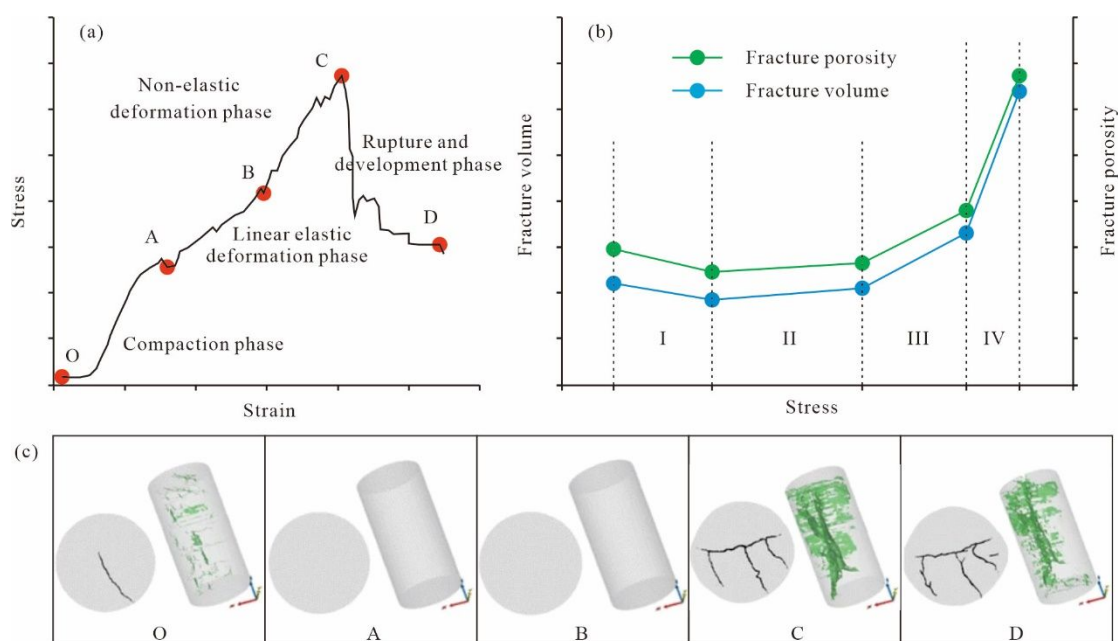 (a)
C
Non-elastic
deformation phase
Rupture and
development phase
B
D
A
Linear elastic
deformation phase
O
Compaction phase
Stress
Strain
(b)
Fracture porosity
Fracture volume
Fracture volume
Fracture porosity
I
II
III
IV
Stress
(c)
O
A
B
C
D